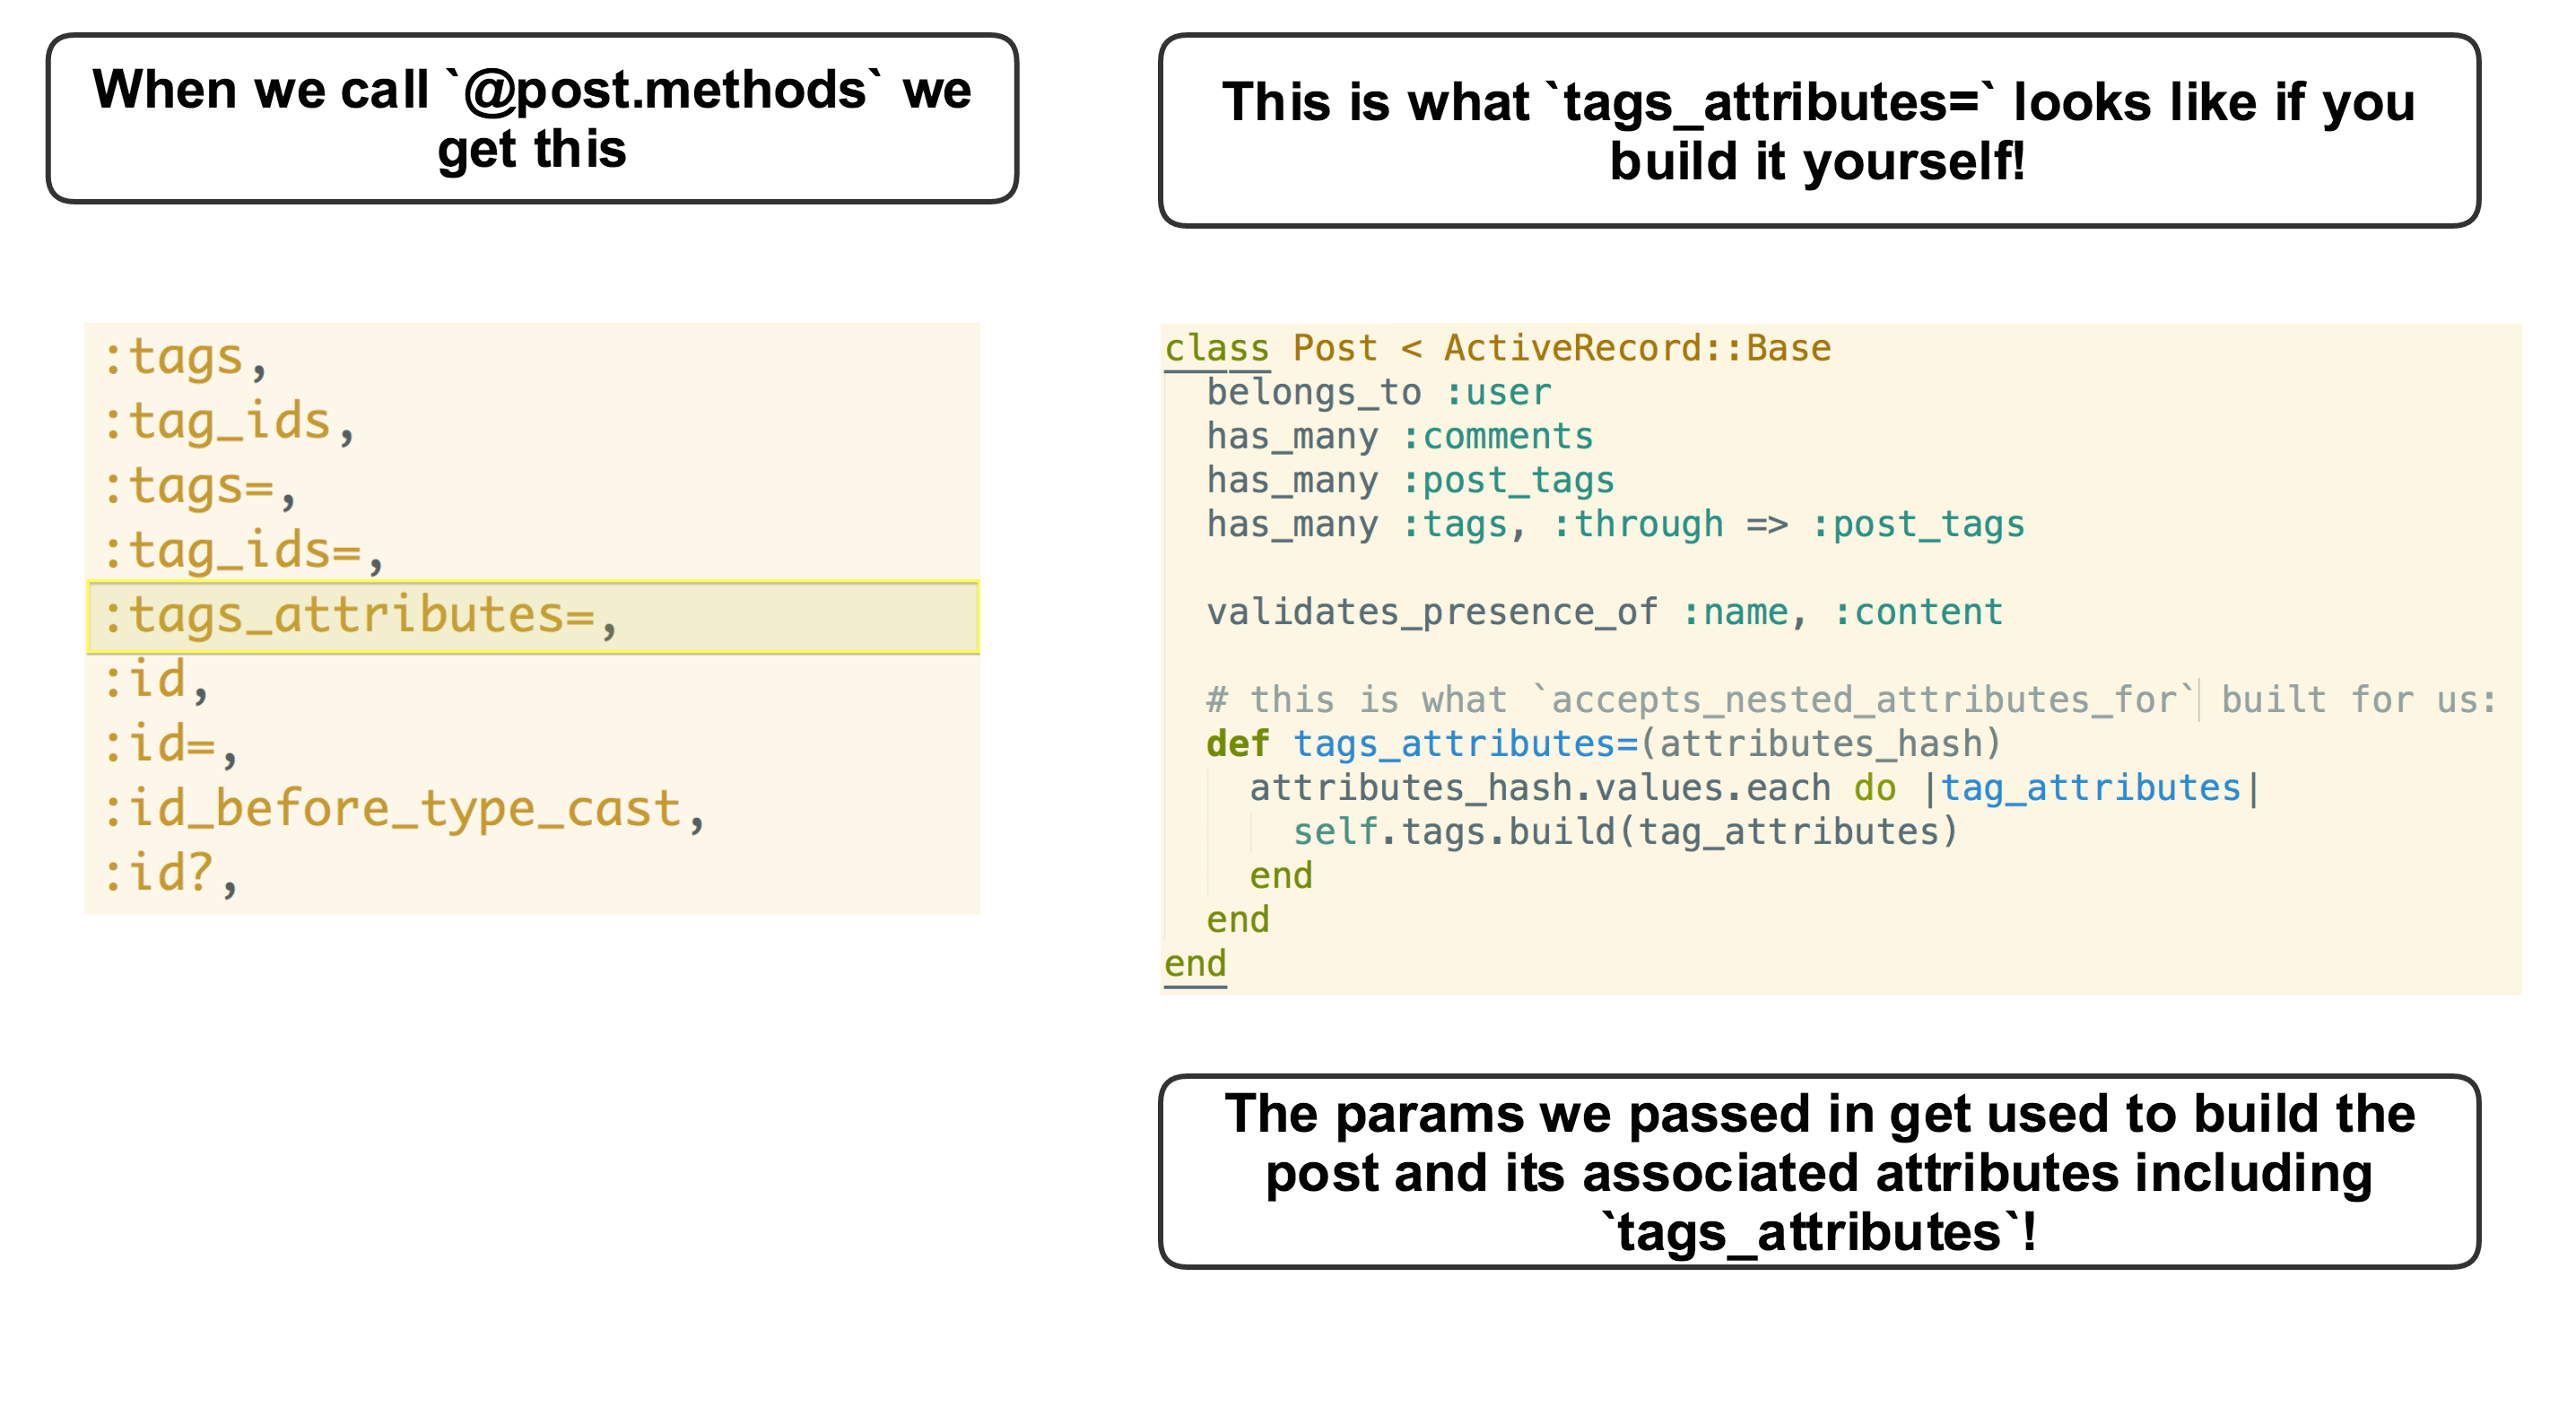 When we call `@post.methods` we
get this
:tags,
:tag_ids,
:tags=,
:tag_ids=,
:tags_attributes=,
:id,
:id=,
:id_before_type_cast,
:id?,
This is what `tags_attributes=` looks like if you
build it yourself!
class Post < ActiveRecord::Base
  belongs_to :user
  has_many :comments
  has_many :post_tags
  has_many :tags, :through => :post_tags
  validates_presence_of :name, :content
  # this is what `accepts_nested_attributes_for` built for us:
  def tags_attributes=(attributes_hash)
    attributes_hash.values.each do |tag_attributes|
      self.tags.build(tag_attributes)
    end
  end
end
The params we passed in get used to build the
post and its associated attributes including
`tags_attributes`!